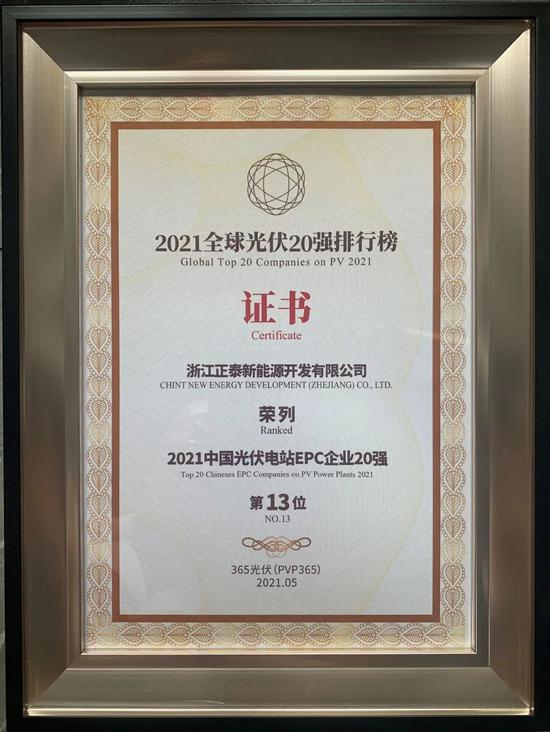 2021全球光伏20强排行榜
Global Top 20 Companies on PV 2021
证书
Certificate
浙江正泰新能源开发有限公司
CHINT NEW ENERGY DEVELOPMENT (ZHEJIANG) CO., LTD.
荣列
Ranked
2021中国光伏电站EPC企业20强
Top 20 Chineses EPC Companies on PV Power Plants 2021
第13位
NO.13
365光伏(PVP365)
2021.05